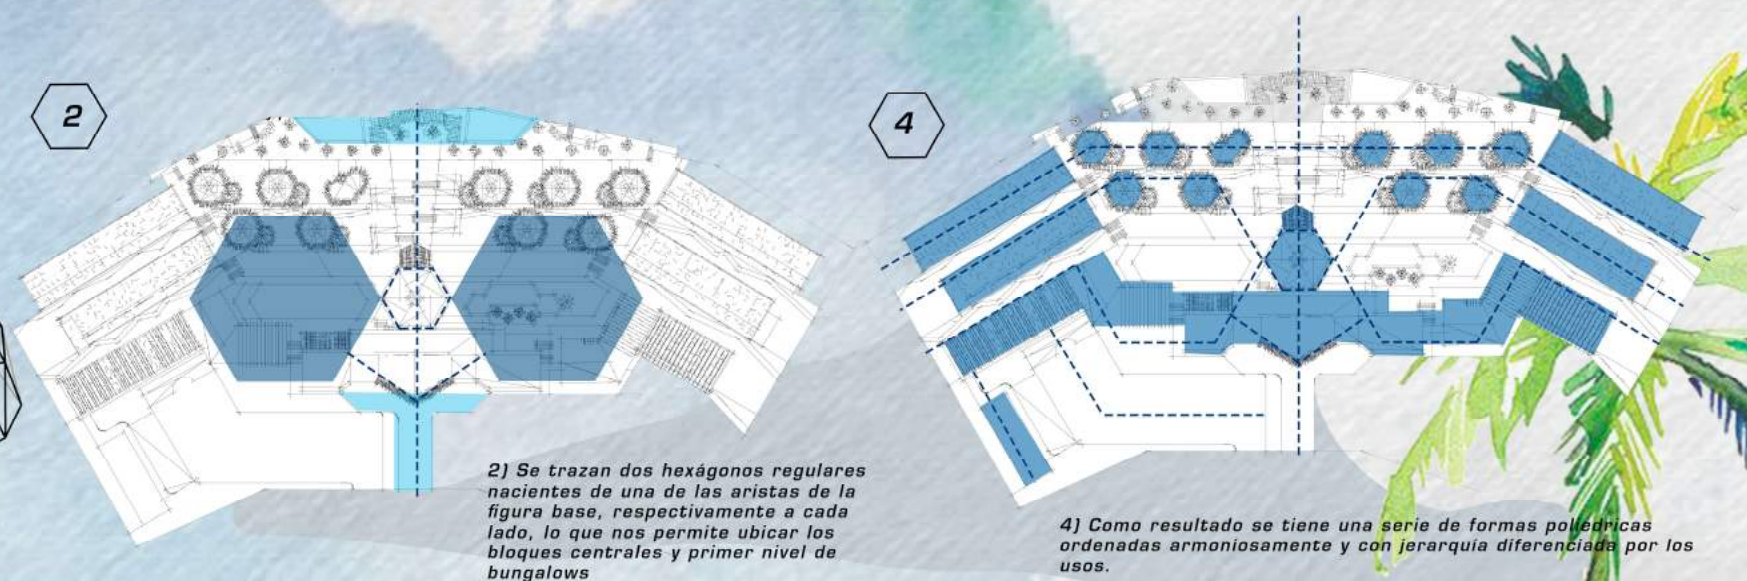 2
2) Se trazan dos hexágonos regulares
nacientes de una de las aristas de la
figura base, respectivamente a cada
lado, lo que nos permite ubicar los
bloques centrales y primer nivel de
bungalows
4
4) Como resultado se tiene una serie de formas poliédricas
ordenadas armoniosamente y con jerarquía diferenciada por los
usos.